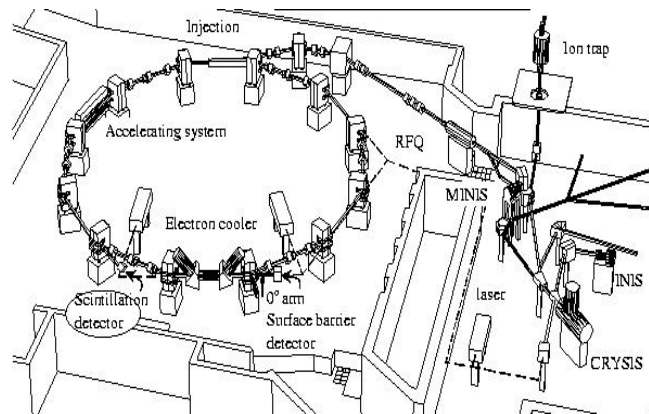 Injection
Ion trap
Accelerating system
RFQ
MINIS
Electron cooler
Scintillation
detector
0° arm
Surface barrier
detector
laser
INIS
CRYSIS